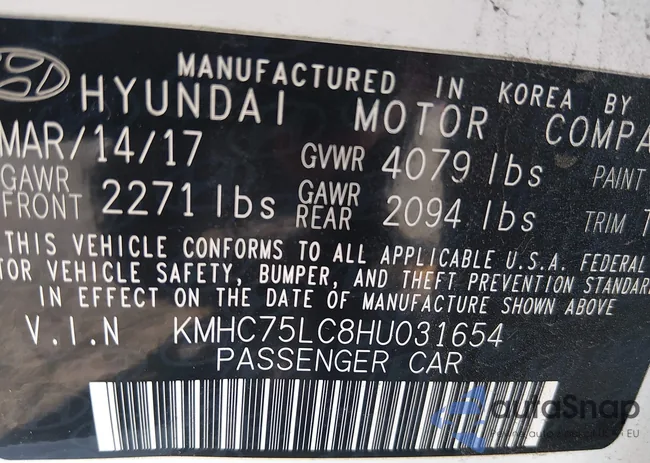 MANUFACTURED IN KOREA BY
HYUNDAI MOTOR COMPA
MAR/14/17 GVWR 4079 lbs PAINT
GAWR FRONT 2271 lbs GAWR REAR 2094 lbs TRIM T
THIS VEHICLE CONFORMS TO ALL APPLICABLE U.S.A. FEDERAL
TOR VEHICLE SAFETY, BUMPER, AND THEFT PREVENTION STANDAR
IN EFFECT ON THE DATE OF MANUFACTURE SHOWN ABOVE
V.I.N KMHC75LC8HU031654
PASSENGER CAR
autoSnap